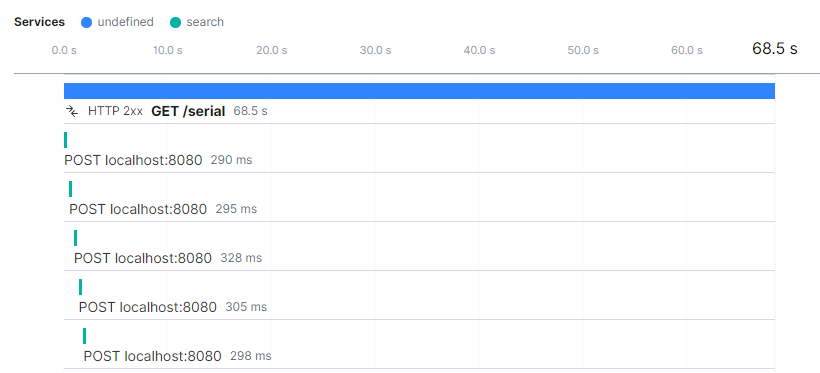 Services undefined search
0.0 s 10.0 s 20.0 s 30.0 s 40.0 s 50.0 s 60.0 s 68.5 s
HTTP 2xx GET /serial 68.5 s
POST localhost:8080 290 ms
POST localhost:8080 295 ms
POST localhost:8080 328 ms
POST localhost:8080 305 ms
POST localhost:8080 298 ms